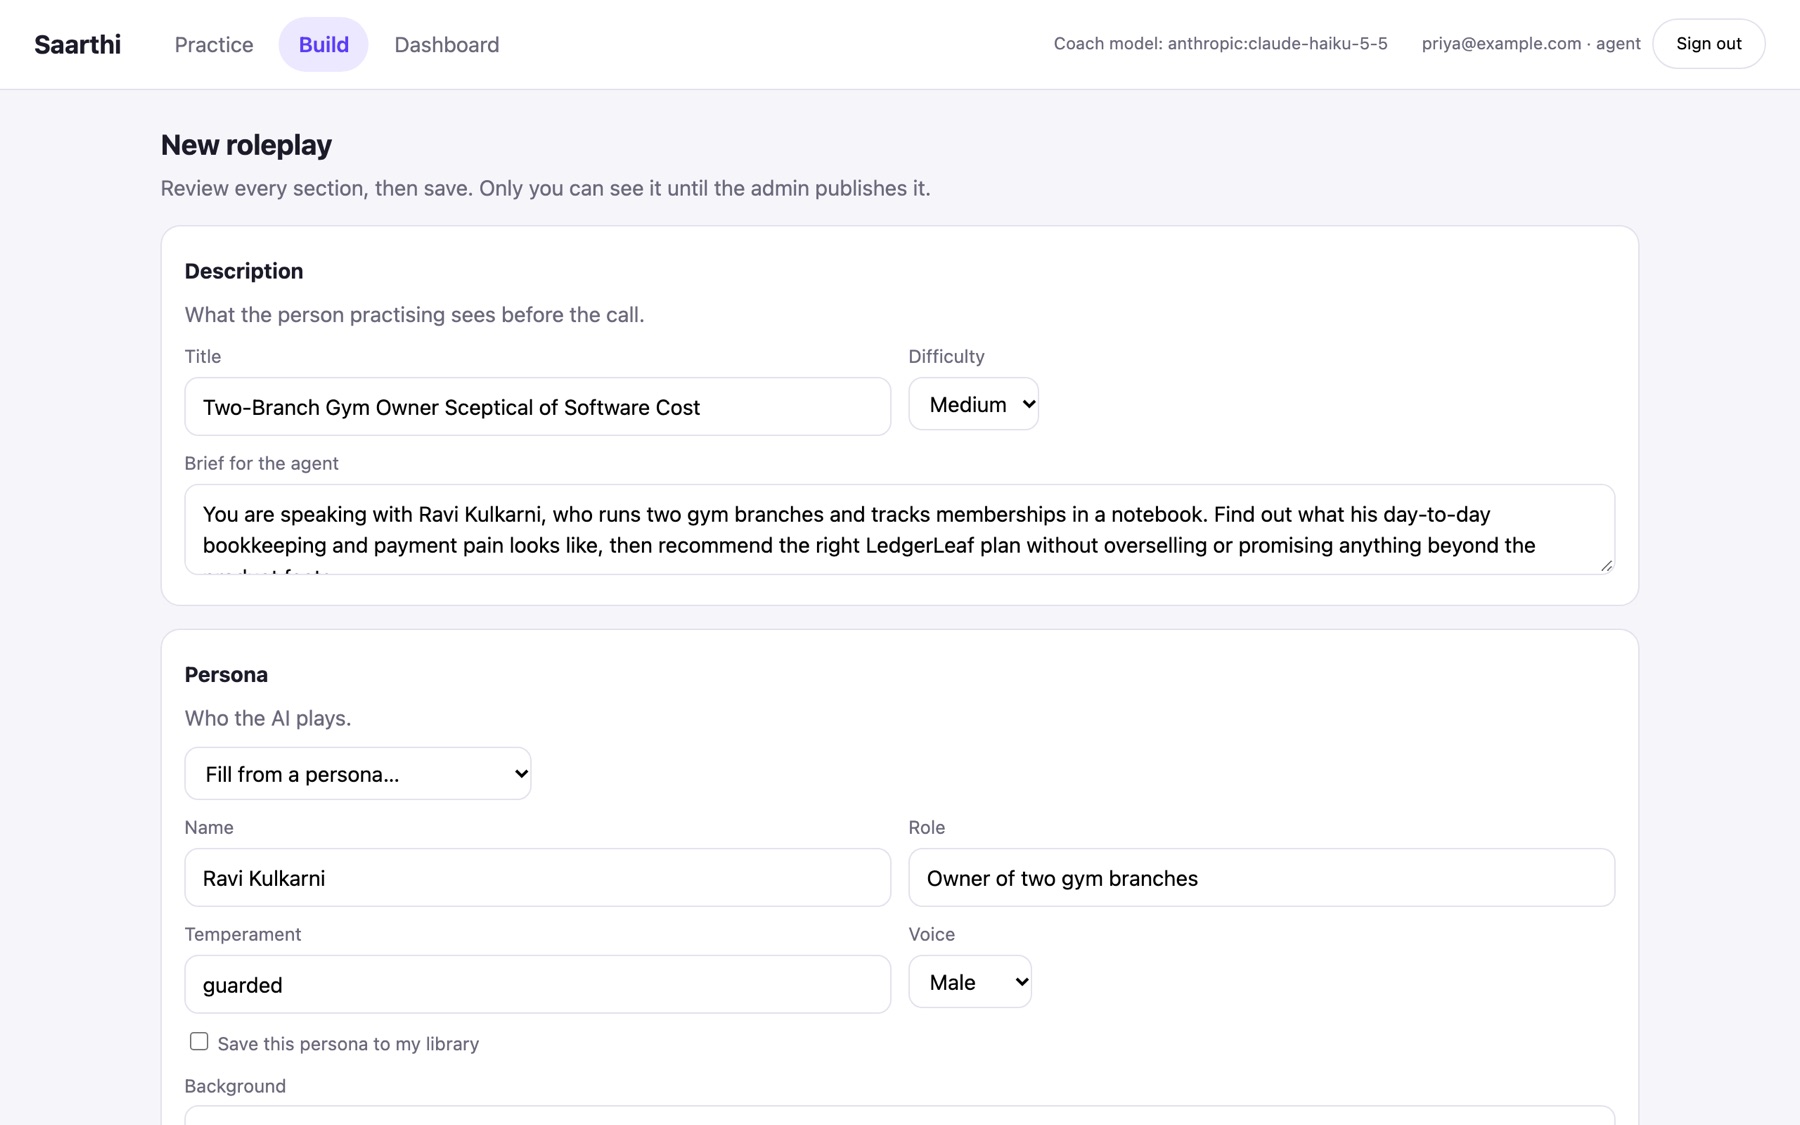 Saarthi
Practice
Build
Dashboard
Coach model: anthropic:claude-haiku-5-5
priya@example.com · agent
Sign out
New roleplay
Review every section, then save. Only you can see it until the admin publishes it.
Description
What the person practising sees before the call.
Title
Difficulty
Two-Branch Gym Owner Sceptical of Software Cost
Medium
Brief for the agent
You are speaking with Ravi Kulkarni, who runs two gym branches and tracks memberships in a notebook. Find out what his day-to-day
bookkeeping and payment pain looks like, then recommend the right LedgerLeaf plan without overselling or promising anything beyond the
Persona
Who the AI plays.
Fill from a persona...
Name
Role
Ravi Kulkarni
Owner of two gym branches
Temperament
Voice
guarded
Male
Save this persona to my library
Background